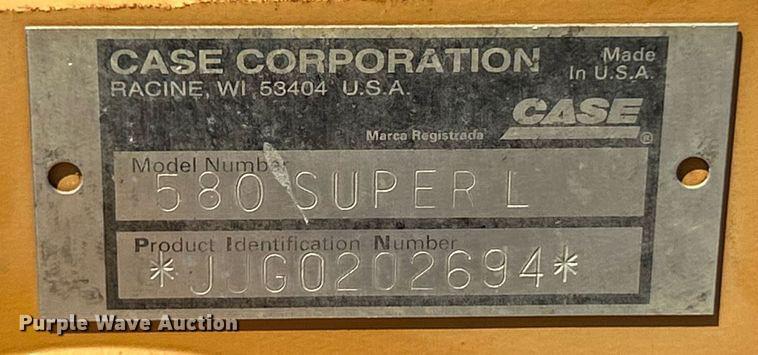 CASE CORPORATION
RACINE, WI 53404 U.S.A.
Made
In U.S.A.
CASE
®
Marca Registrada
Model Number
580 SUPER L
Product Identification Number
*JJG0202694*
Purple Wave Auction